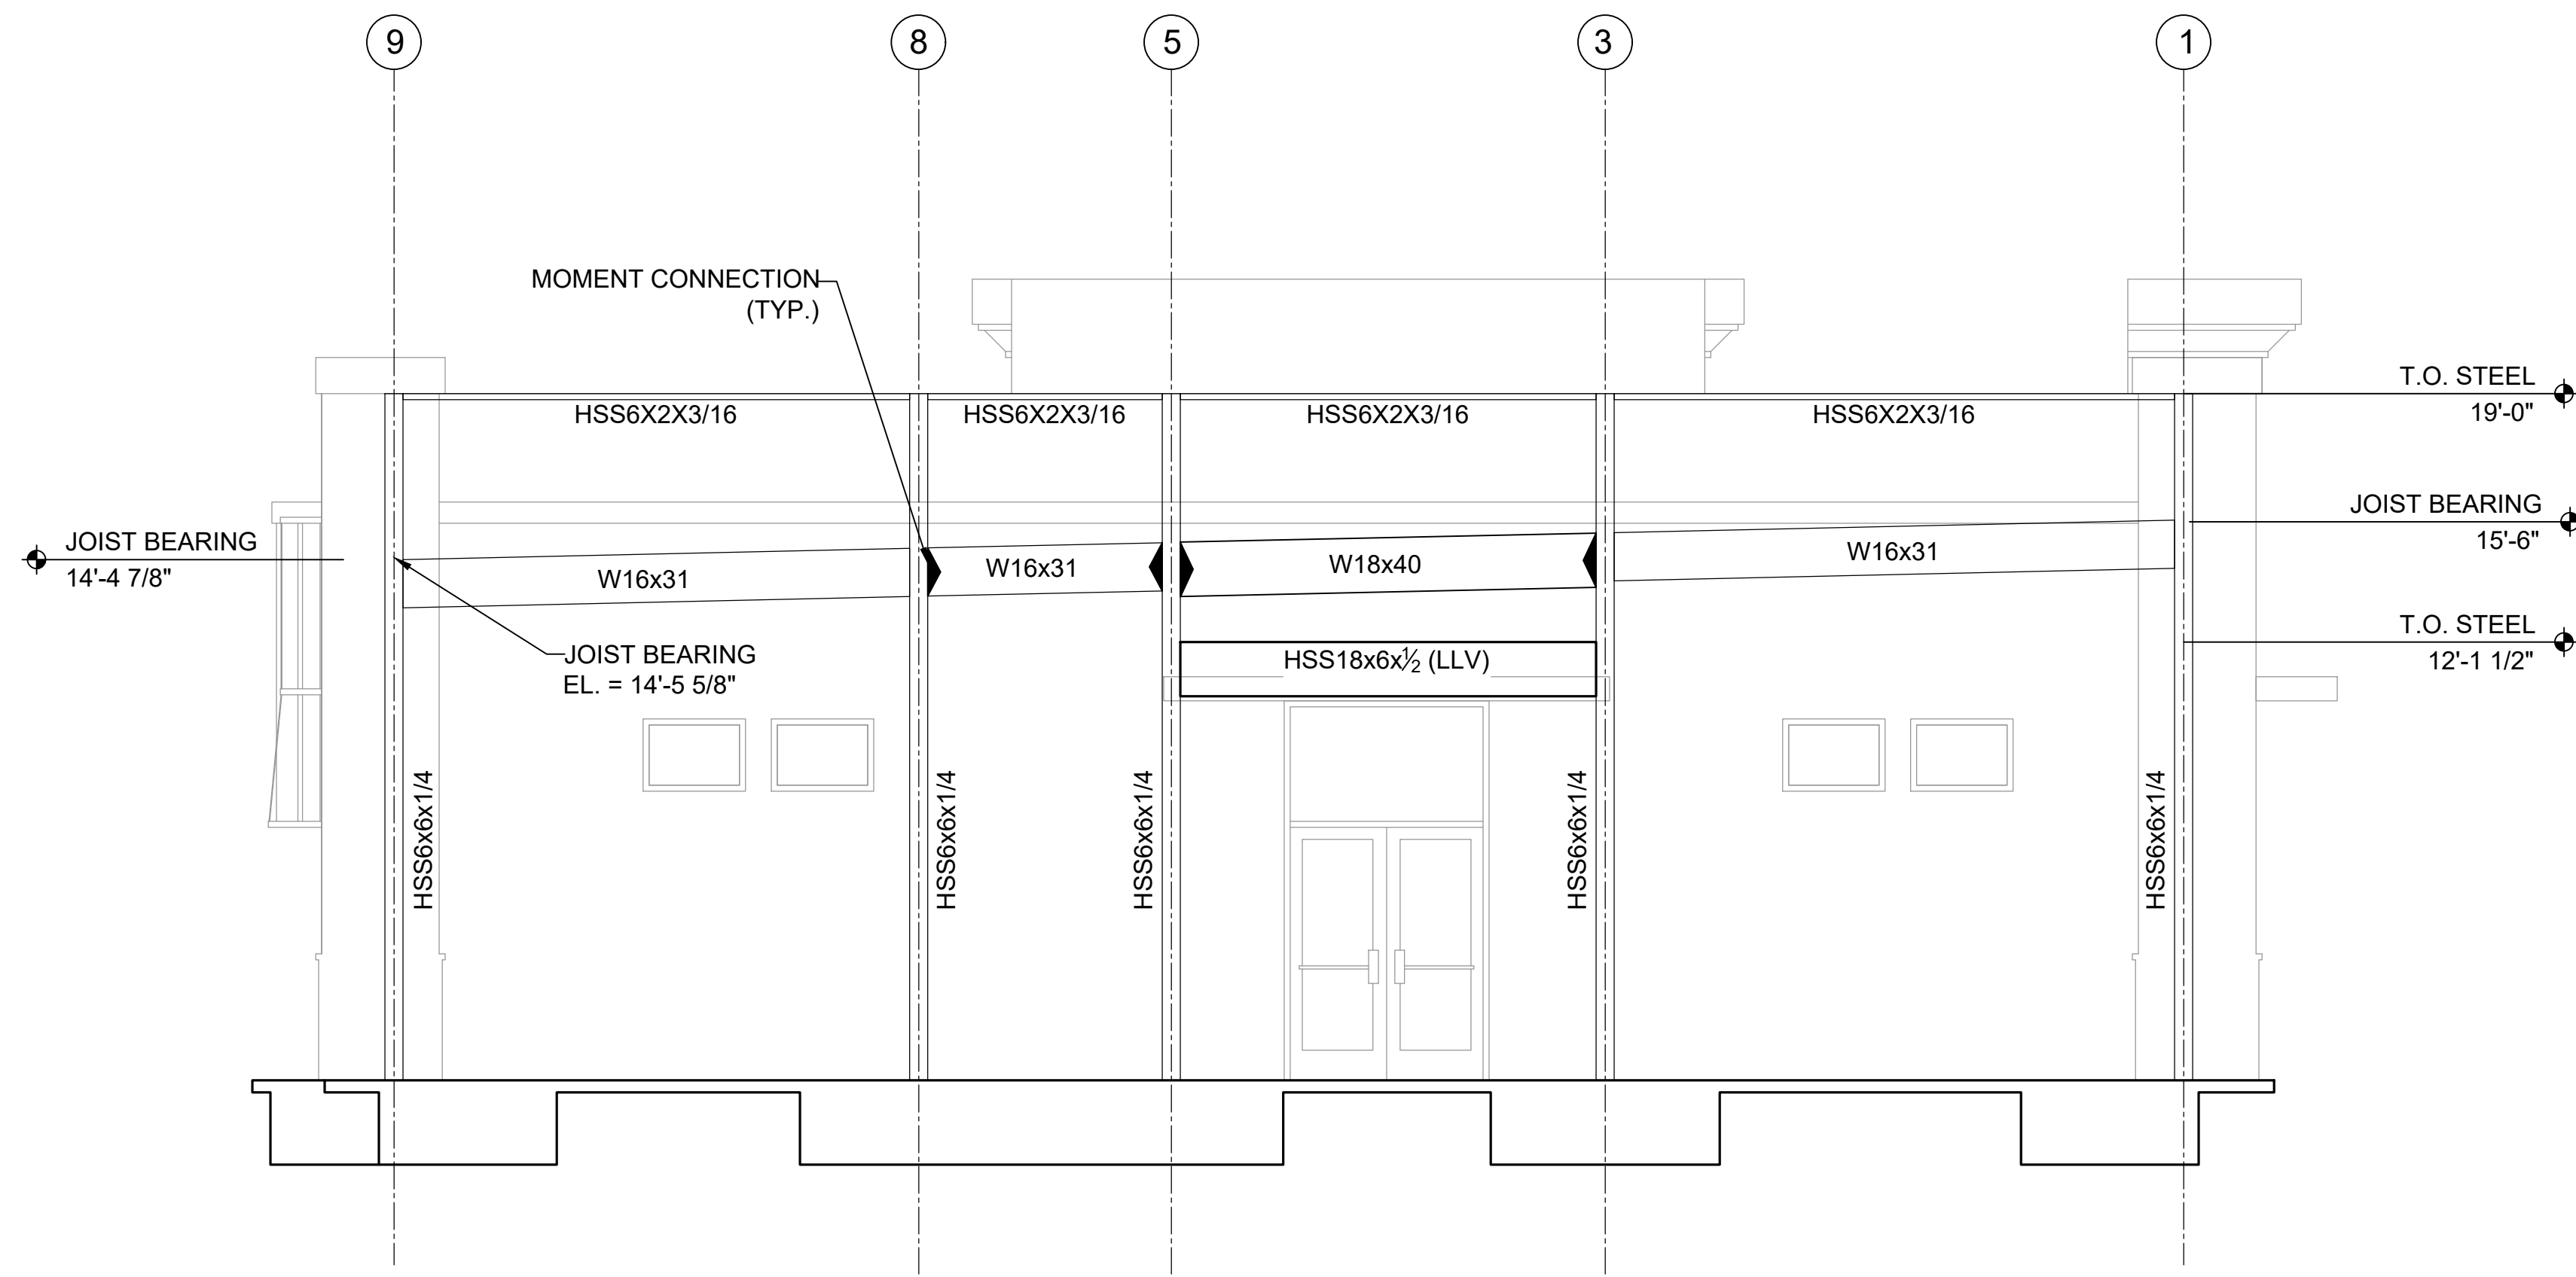 9
8
5
3
1
MOMENT CONNECTION
(TYP.)
T.O. STEEL
19'-0"
HSS6X2X3/16
HSS6X2X3/16
HSS6X2X3/16
HSS6X2X3/16
JOIST BEARING
15'-6"
JOIST BEARING
14'-4 7/8"
W16x31
W16x31
W18x40
W16x31
T.O. STEEL
12'-1 1/2"
JOIST BEARING
EL. = 14'-5 5/8"
HSS18x6x½ (LLV)
HSS6x6x1/4
HSS6x6x1/4
HSS6x6x1/4
HSS6x6x1/4
HSS6x6x1/4